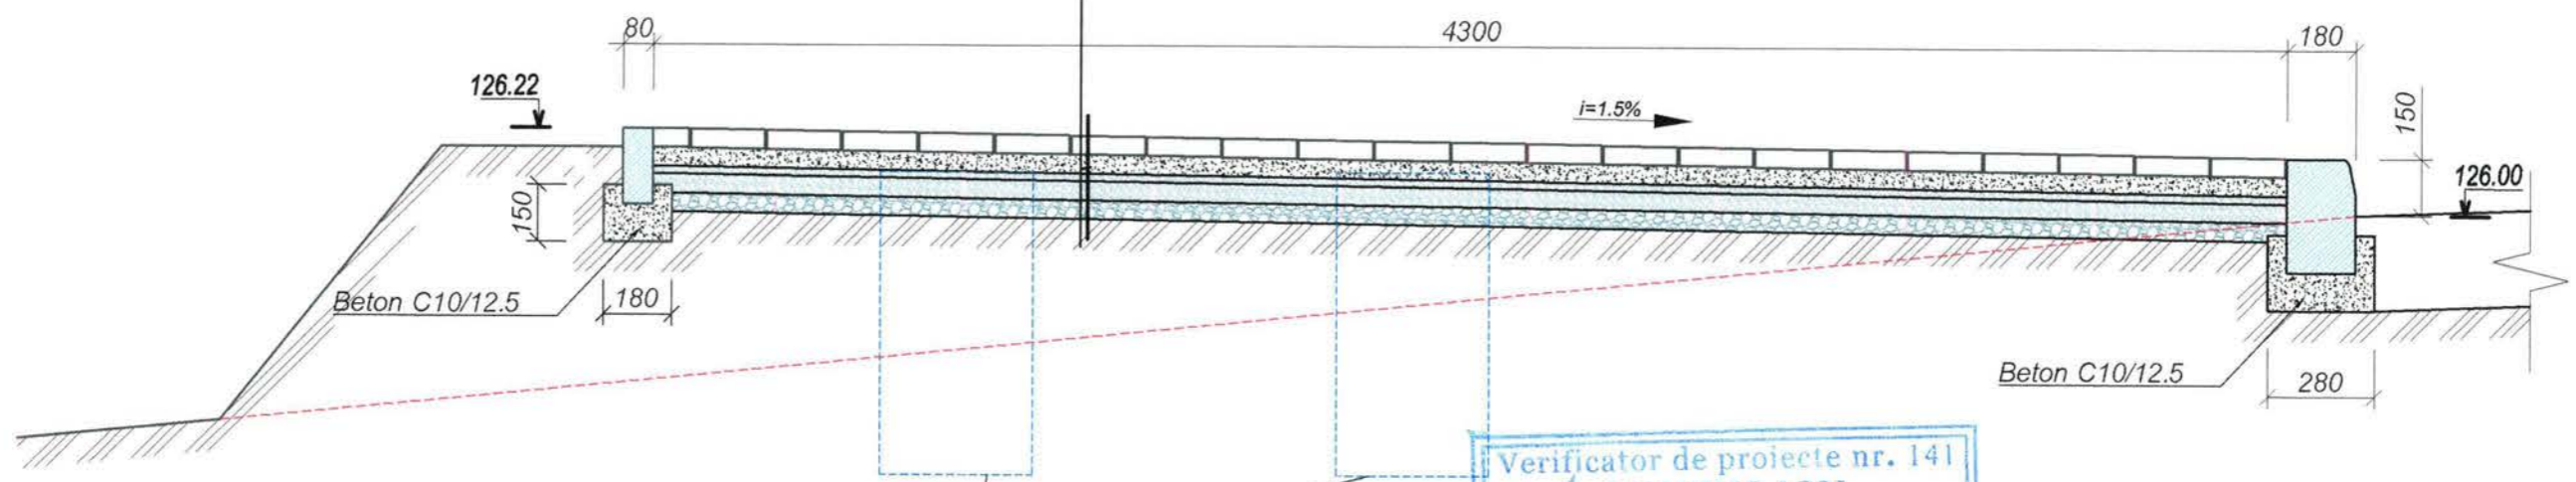 80
4300
180
126.22
i=1.5%
150
126.00
150
Beton C10/12.5
180
Beton C10/12.5
280
Verificator de proiecte nr. 141